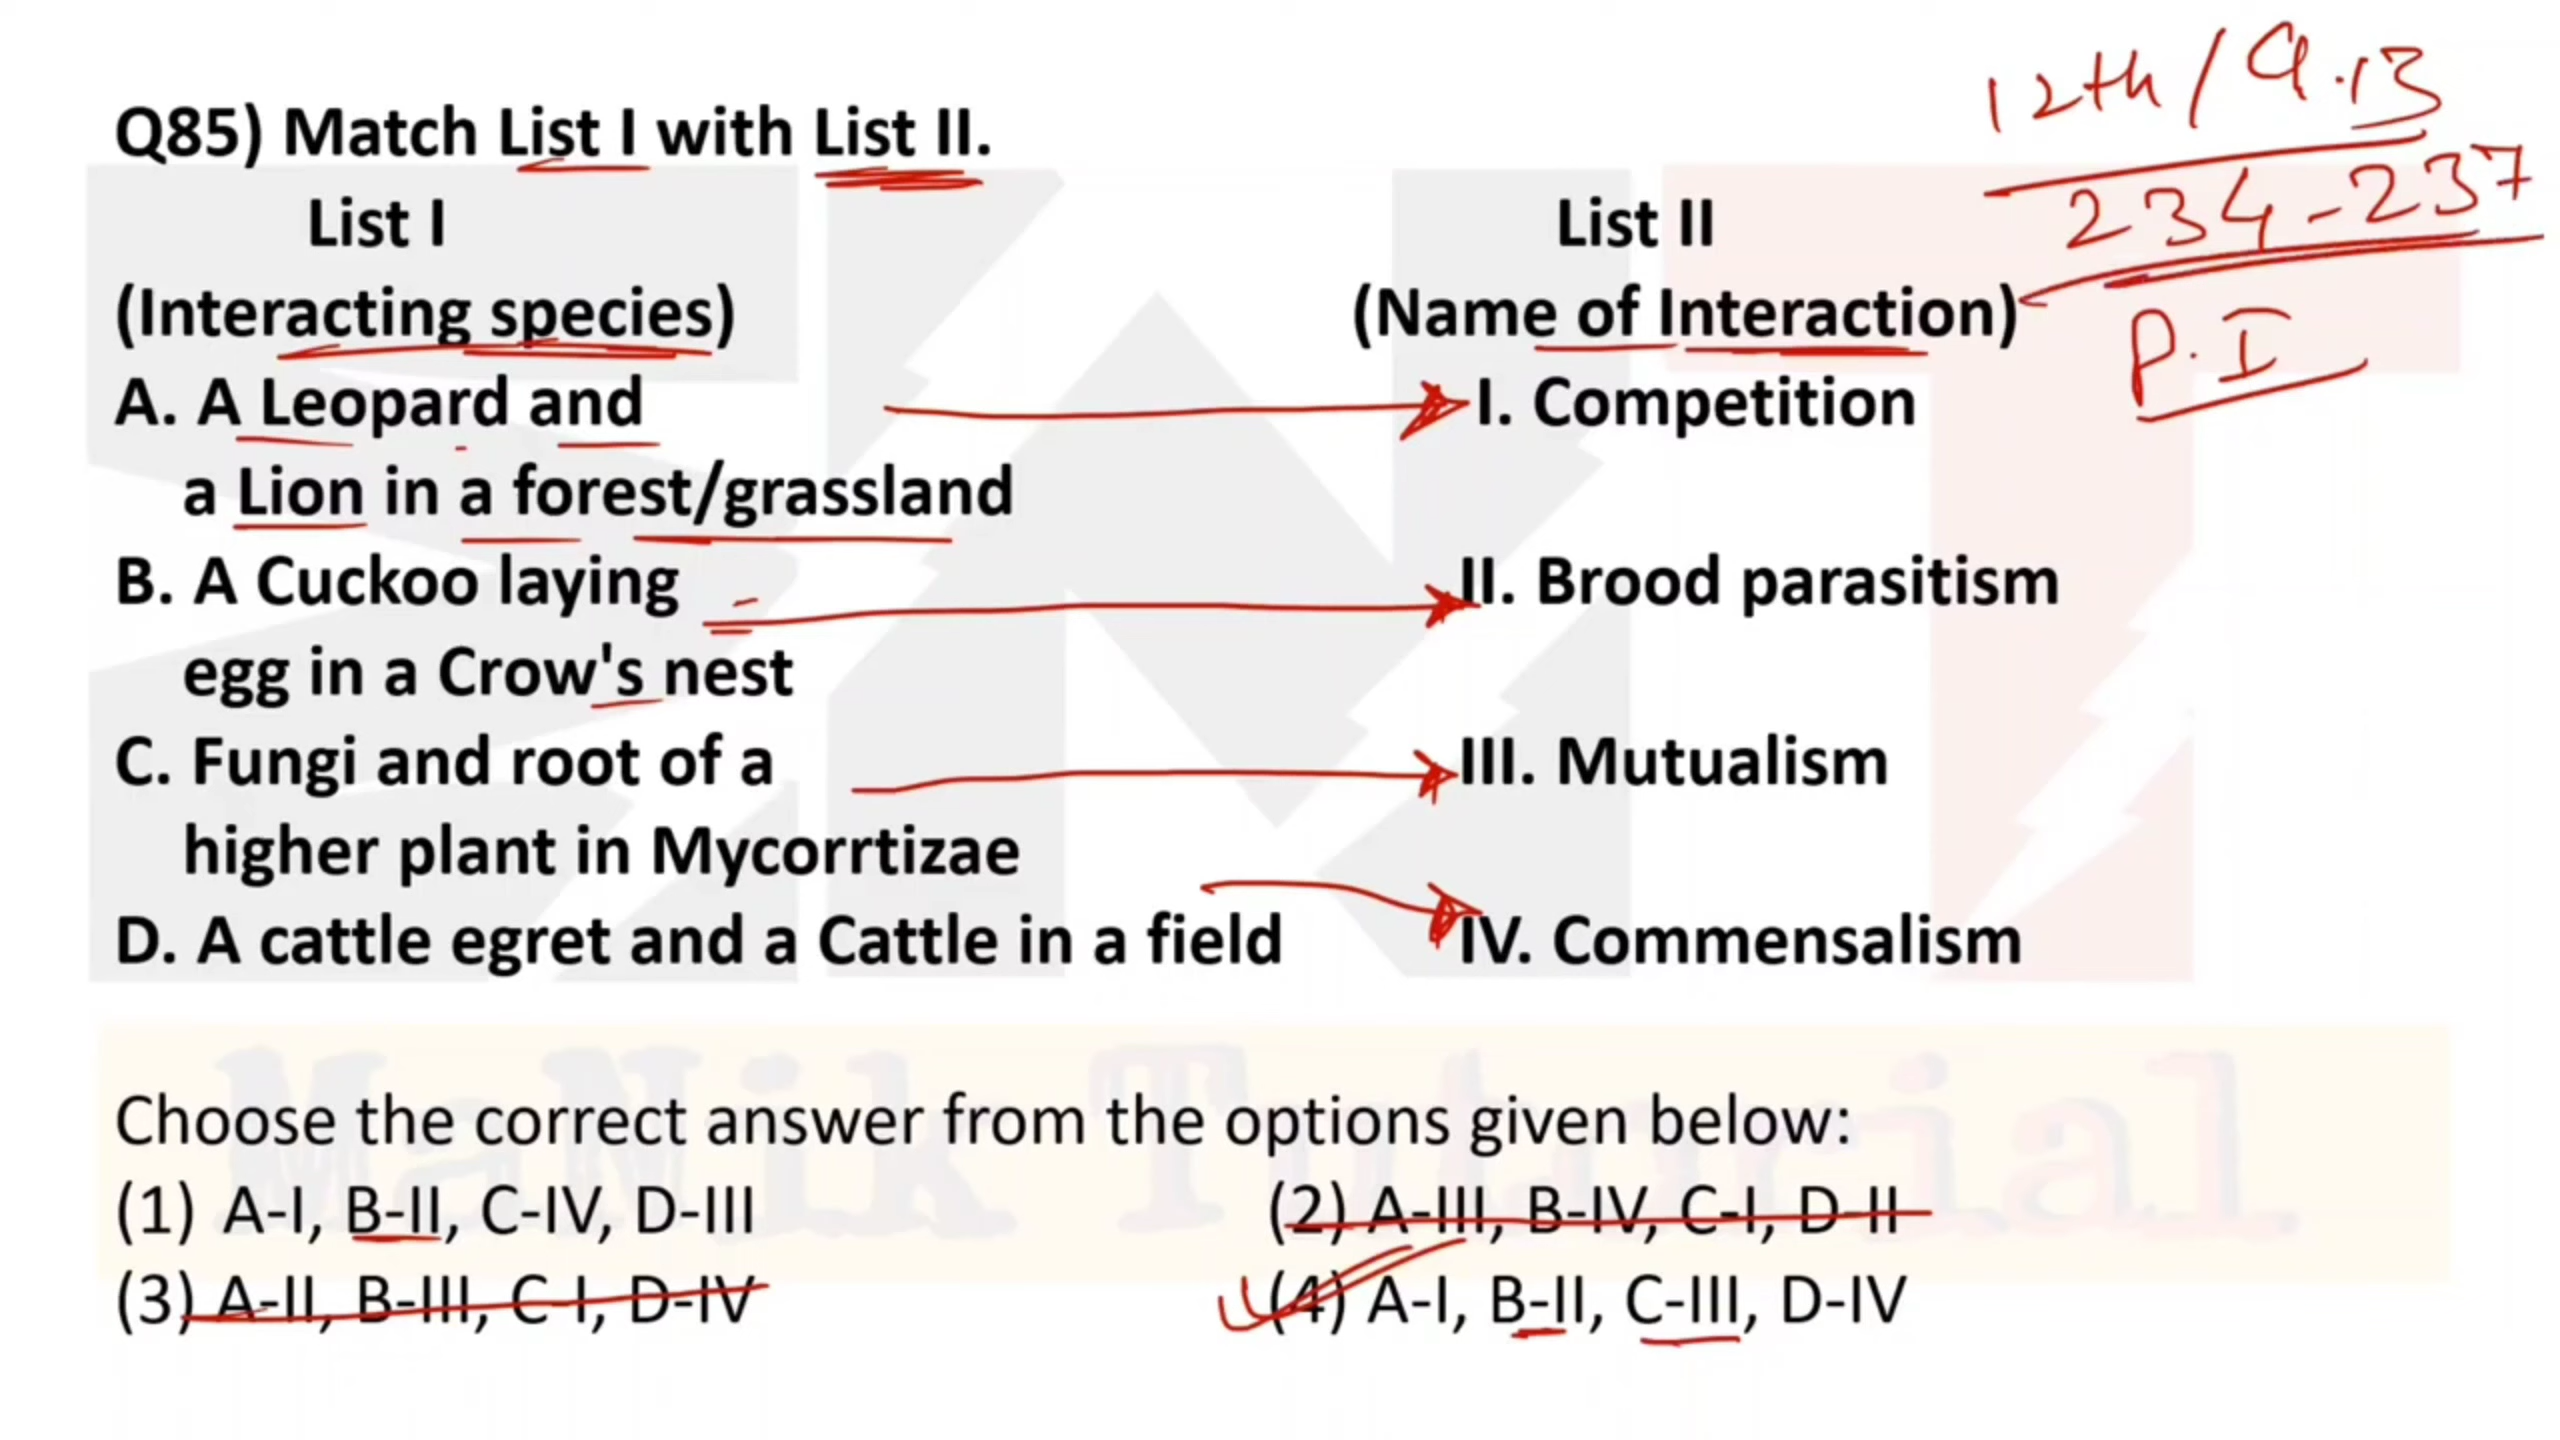 12th/Q.13
234-237
P.I
Q85) Match List I with List II.
List I List II
(Interacting species) (Name of Interaction)
A. A Leopard and I. Competition
a Lion in a forest/grassland
B. A Cuckoo laying II. Brood parasitism
egg in a Crow's nest
C. Fungi and root of a III. Mutualism
higher plant in Mycorrtizae
D. A cattle egret and a Cattle in a field IV. Commensalism
MaNik Tutorial
Choose the correct answer from the options given below:
(1) A-I, B-II, C-IV, D-III (2) A-III, B-IV, C-I, D-II
(3) A-II, B-III, C-I, D-IV (4) A-I, B-II, C-III, D-IV